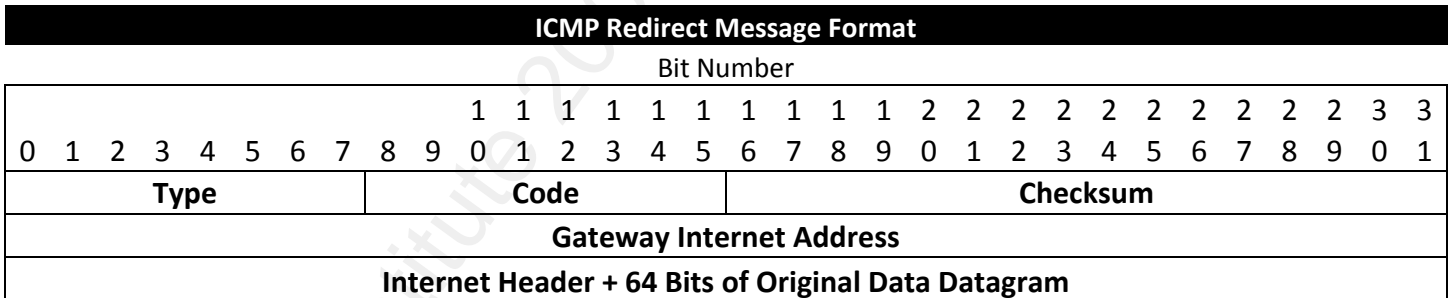 ICMP Redirect Message Format
Bit Number
1 1 1 1 1 1 1 1 1 1 2 2 2 2 2 2 2 2 2 2 3 3
0 1 2 3 4 5 6 7 8 9 0 1 2 3 4 5 6 7 8 9 0 1 2 3 4 5 6 7 8 9 0 1
Type Code Checksum
Gateway Internet Address
Internet Header + 64 Bits of Original Data Datagram